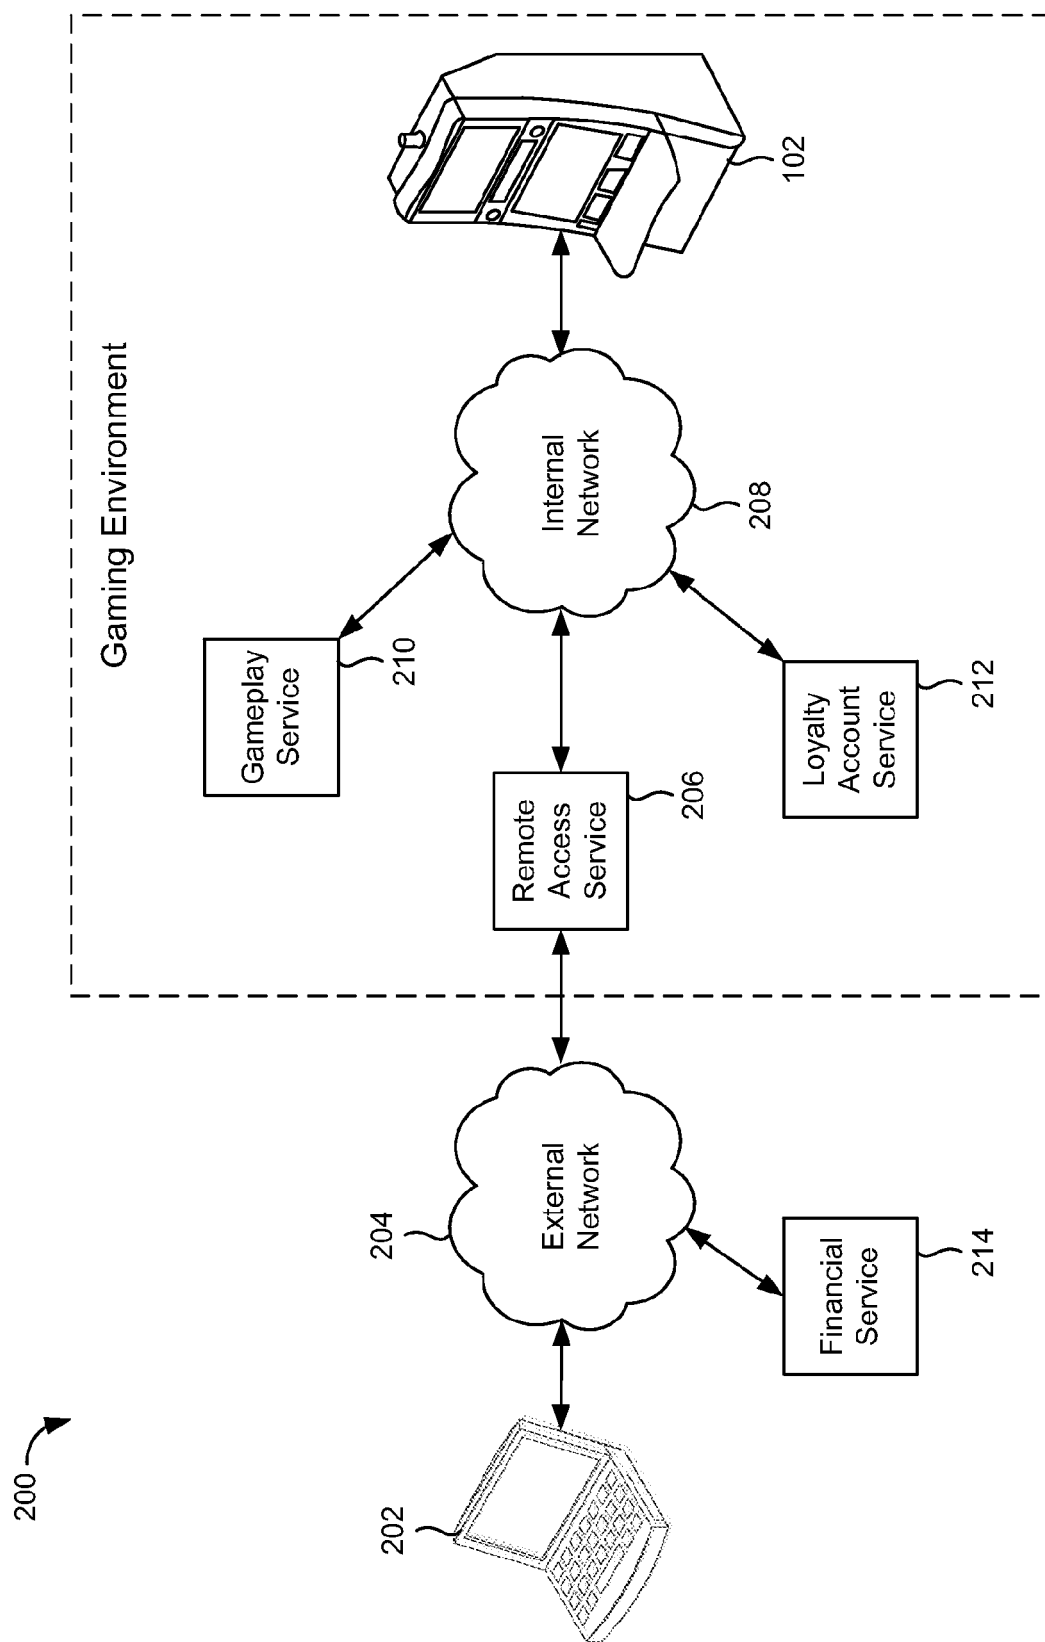 200
Gaming Environment
Gameplay
Service
210
202
204
External
Network
Remote
Access
Service
206
Internal
Network
208
102
Financial
Service
214
Loyalty
Account
Service
212